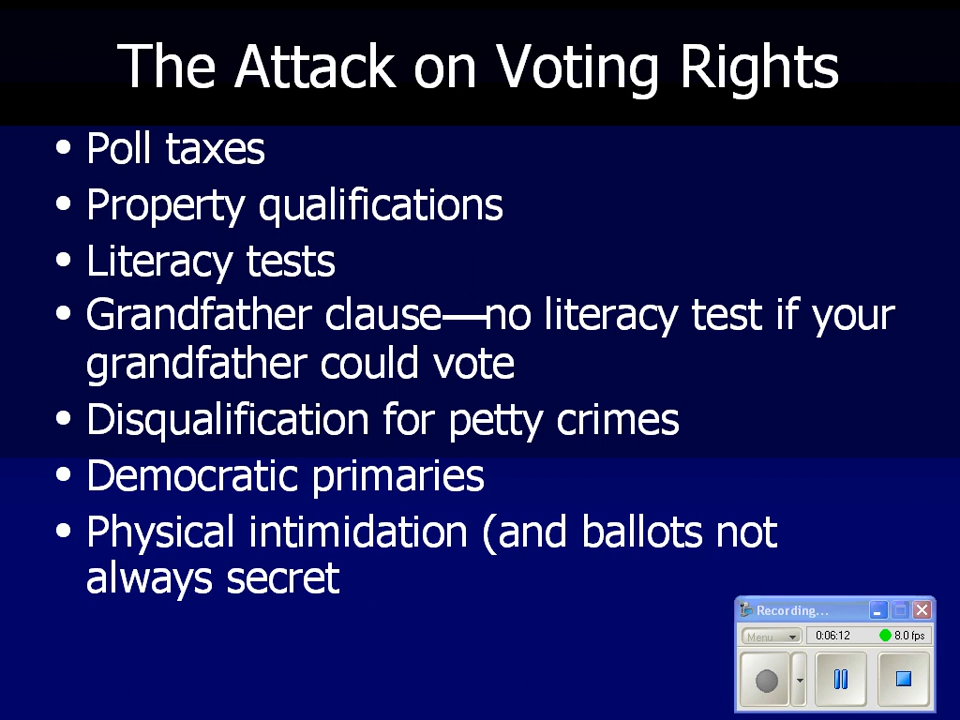 The Attack on Voting Rights
• Poll taxes
• Property qualifications
• Literacy tests
• Grandfather clause—no literacy test if your
grandfather could vote
• Disqualification for petty crimes
• Democratic primaries
• Physical intimidation (and ballots not
always secret
Recording...
Menu 0:06:12 8.0 fps